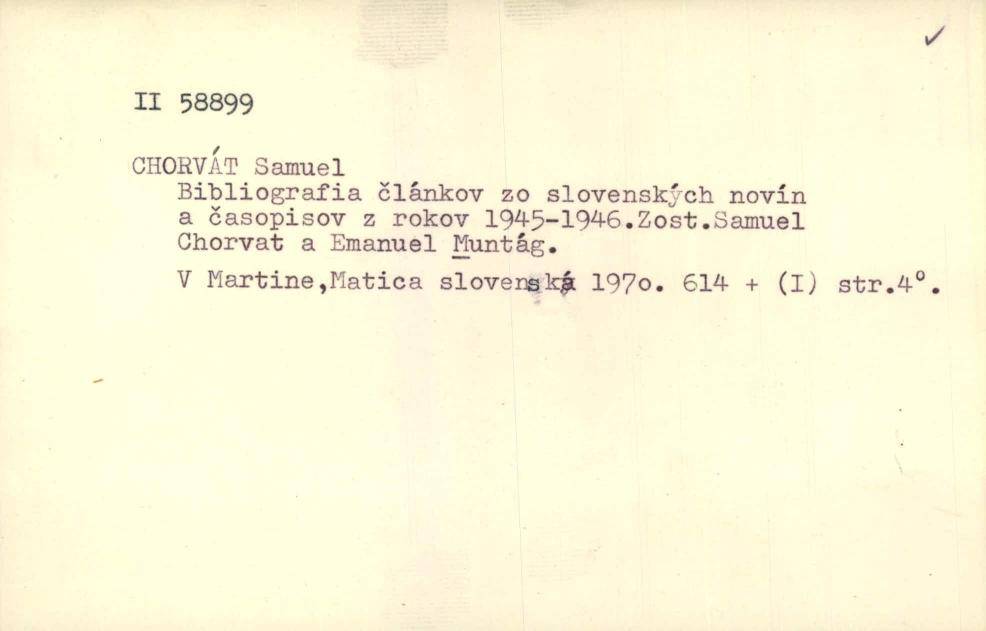 II 58899
CHORVÁT Samuel
Bibliografia článkov zo slovenských novín
a časopisov z rokov 1945-1946.Zost.Samuel
Chorvat a Emanuel Muntág.
V Martine,Matica slovenská 197o. 614 + (I) str.4°.